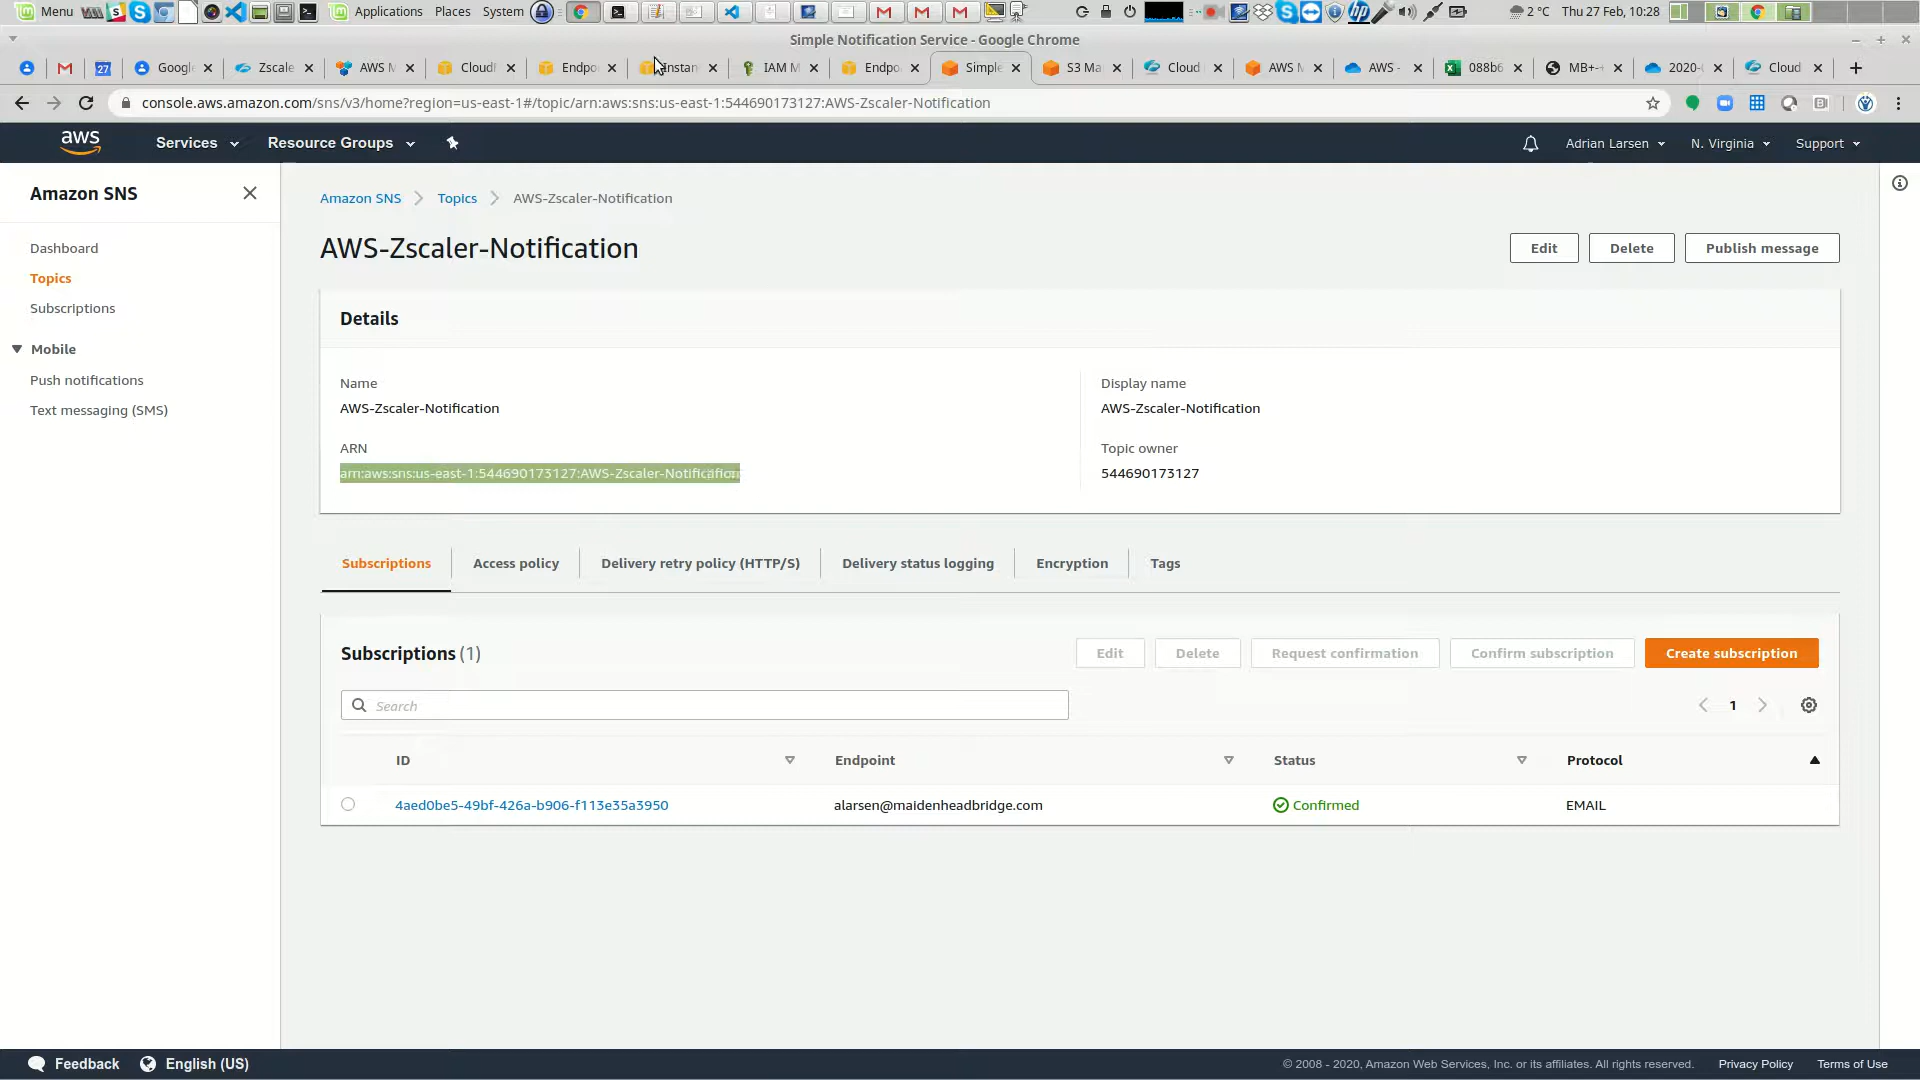 Menu Applications Places System 2 °C Thu 27 Feb, 10:28
Simple Notification Service - Google Chrome
27 Google Zscale AWS M Cloudf Endpo Instan IAM M Endpo Simple S3 Ma Cloud AWS M AWS - 088b6 MB+- 2020- Cloud
console.aws.amazon.com/sns/v3/home?region=us-east-1#/topic/arn:aws:sns:us-east-1:544690173127:AWS-Zscaler-Notification
aws Services Resource Groups Adrian Larsen N. Virginia Support
Amazon SNS
Dashboard
Topics
Subscriptions
Mobile
Push notifications
Text messaging (SMS)
Amazon SNS Topics AWS-Zscaler-Notification
AWS-Zscaler-Notification
Edit Delete Publish message
Details
Name
AWS-Zscaler-Notification
Display name
AWS-Zscaler-Notification
ARN
arn:aws:sns:us-east-1:544690173127:AWS-Zscaler-Notification
Topic owner
544690173127
Subscriptions Access policy Delivery retry policy (HTTP/S) Delivery status logging Encryption Tags
Subscriptions (1)
Edit Delete Request confirmation Confirm subscription Create subscription
Search
1
ID Endpoint Status Protocol
4aed0be5-49bf-426a-b906-f113e35a3950 alarsen@maidenheadbridge.com Confirmed EMAIL
Feedback English (US) © 2008 - 2020, Amazon Web Services, Inc. or its affiliates. All rights reserved. Privacy Policy Terms of Use